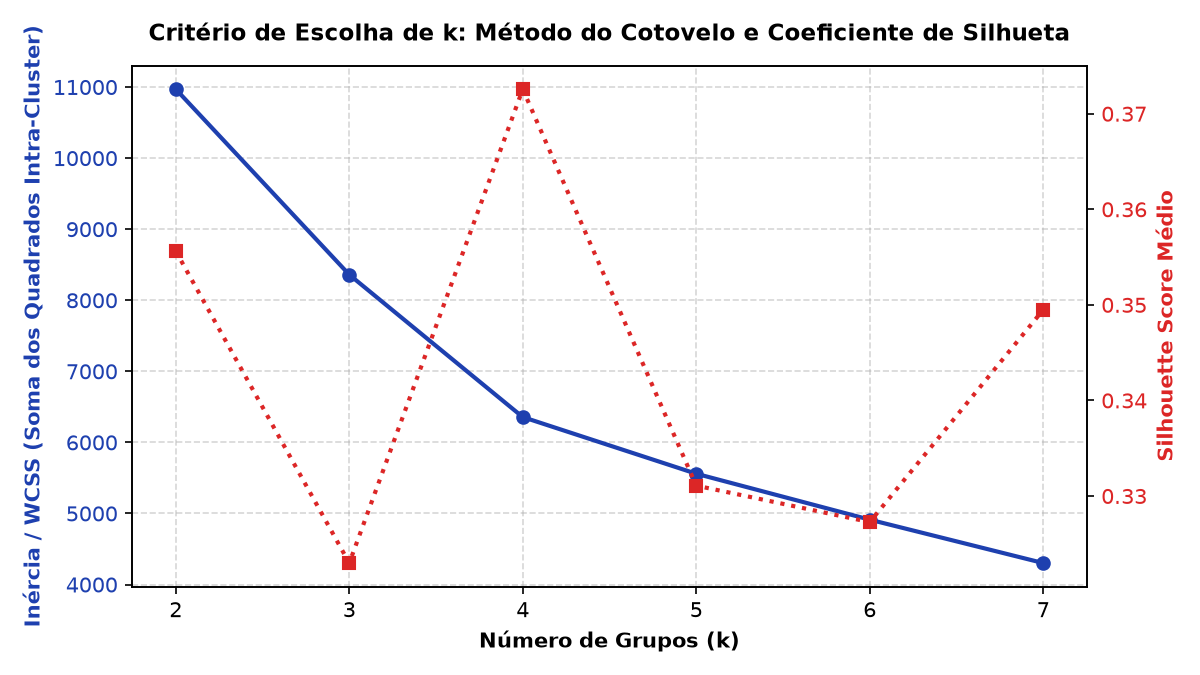 Critério de Escolha de k: Método do Cotovelo e Coeficiente de Silhueta
Inércia / WCSS (Soma dos Quadrados Intra-Cluster)
11000
10000
9000
8000
7000
6000
5000
4000
0.37
0.36
0.35
0.34
0.33
Silhouette Score Médio
2 3 4 5 6 7
Número de Grupos (k)